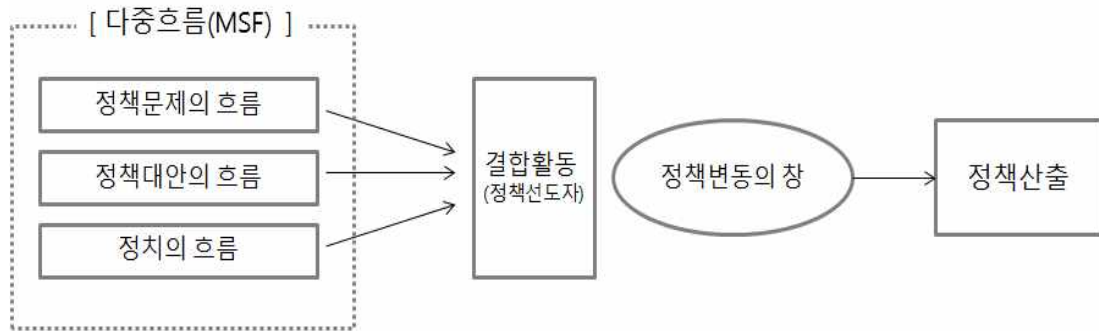 [ 다중흐름(MSF) ]
정책문제의 흐름
정책대안의 흐름
정치의 흐름
결합활동
(정책선도자)
정책변동의 창
정책산출